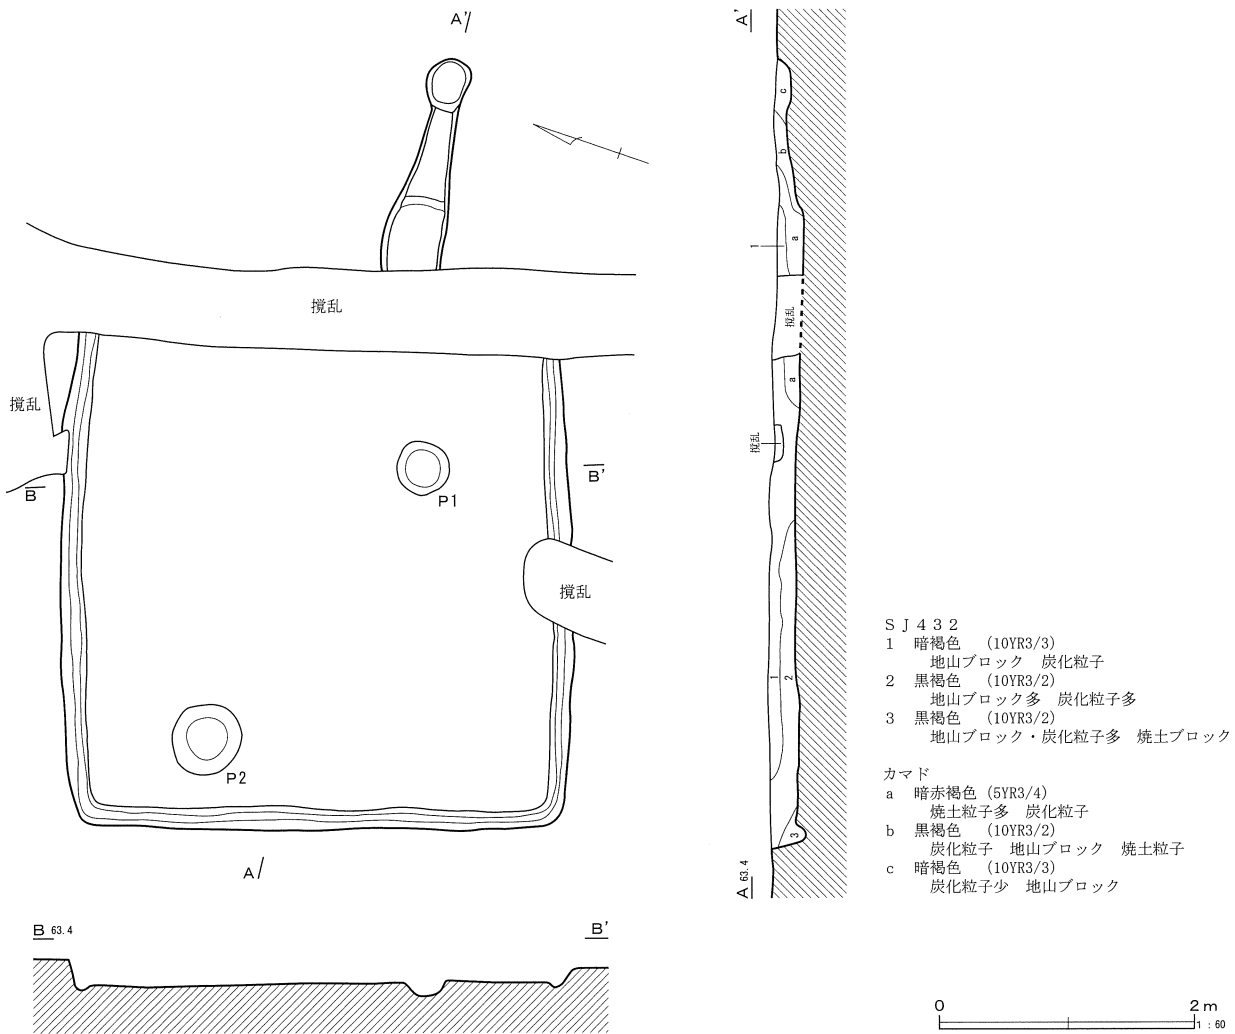 A'
A'
c
b
1
a
撹乱
撹乱
a
撹乱
撹乱
B
B'
P1
撹乱
P2
1
2
3
A
A 63.4
B 63.4
B'
ＳＪ４３２
1 暗褐色 (10YR3/3)
地山ブロック 炭化粒子
2 黒褐色 (10YR3/2)
地山ブロック多 炭化粒子多
3 黒褐色 (10YR3/2)
地山ブロック・炭化粒子多 焼土ブロック
カマド
a 暗赤褐色 (5YR3/4)
焼土粒子多 炭化粒子
b 黒褐色 (10YR3/2)
炭化粒子 地山ブロック 焼土粒子
c 暗褐色 (10YR3/3)
炭化粒子少 地山ブロック
0 2m
1:60